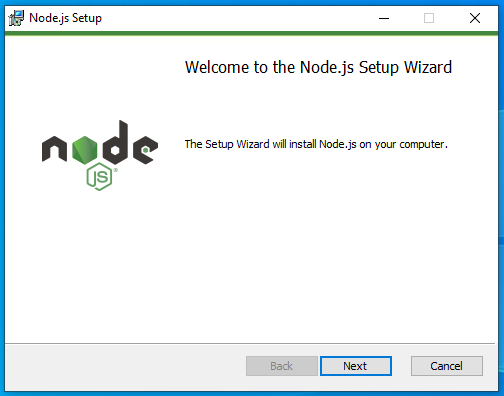 Node.js Setup
Welcome to the Node.js Setup Wizard
The Setup Wizard will install Node.js on your computer.
node
JS®
Back
Next
Cancel